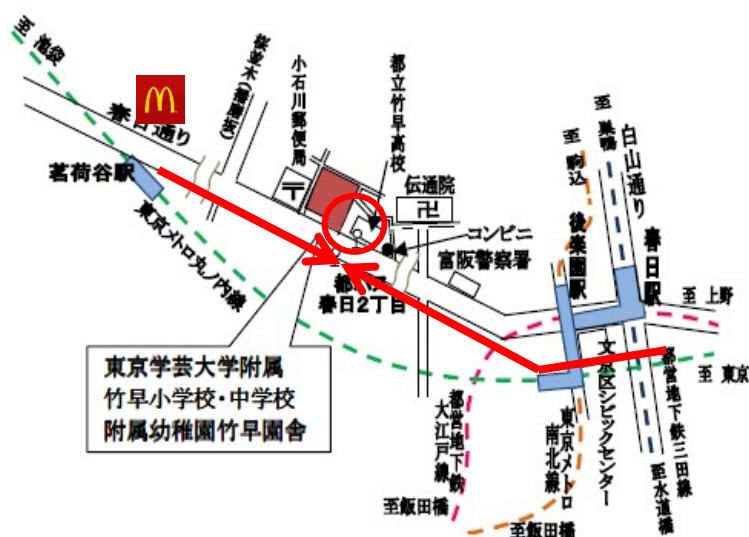 至 池袋
桜並木(播磨坂)
小石川郵便局
都立竹早高校
至 巣鴨
白山通り
至 駒込
春日通り
茗荷谷駅
伝通院
卍
コンビニ
富阪警察署
後楽園駅
春日駅
東京メトロ丸ノ内線
春日2丁目
至 上野
至 東京
東京学芸大学附属
竹早小学校・中学校
附属幼稚園竹早園舎
都営地下鉄
大江戸線
東京メトロ
南北線
文京区シビックセンター
都営地下鉄三田線
至飯田橋
至飯田橋
至水道橋